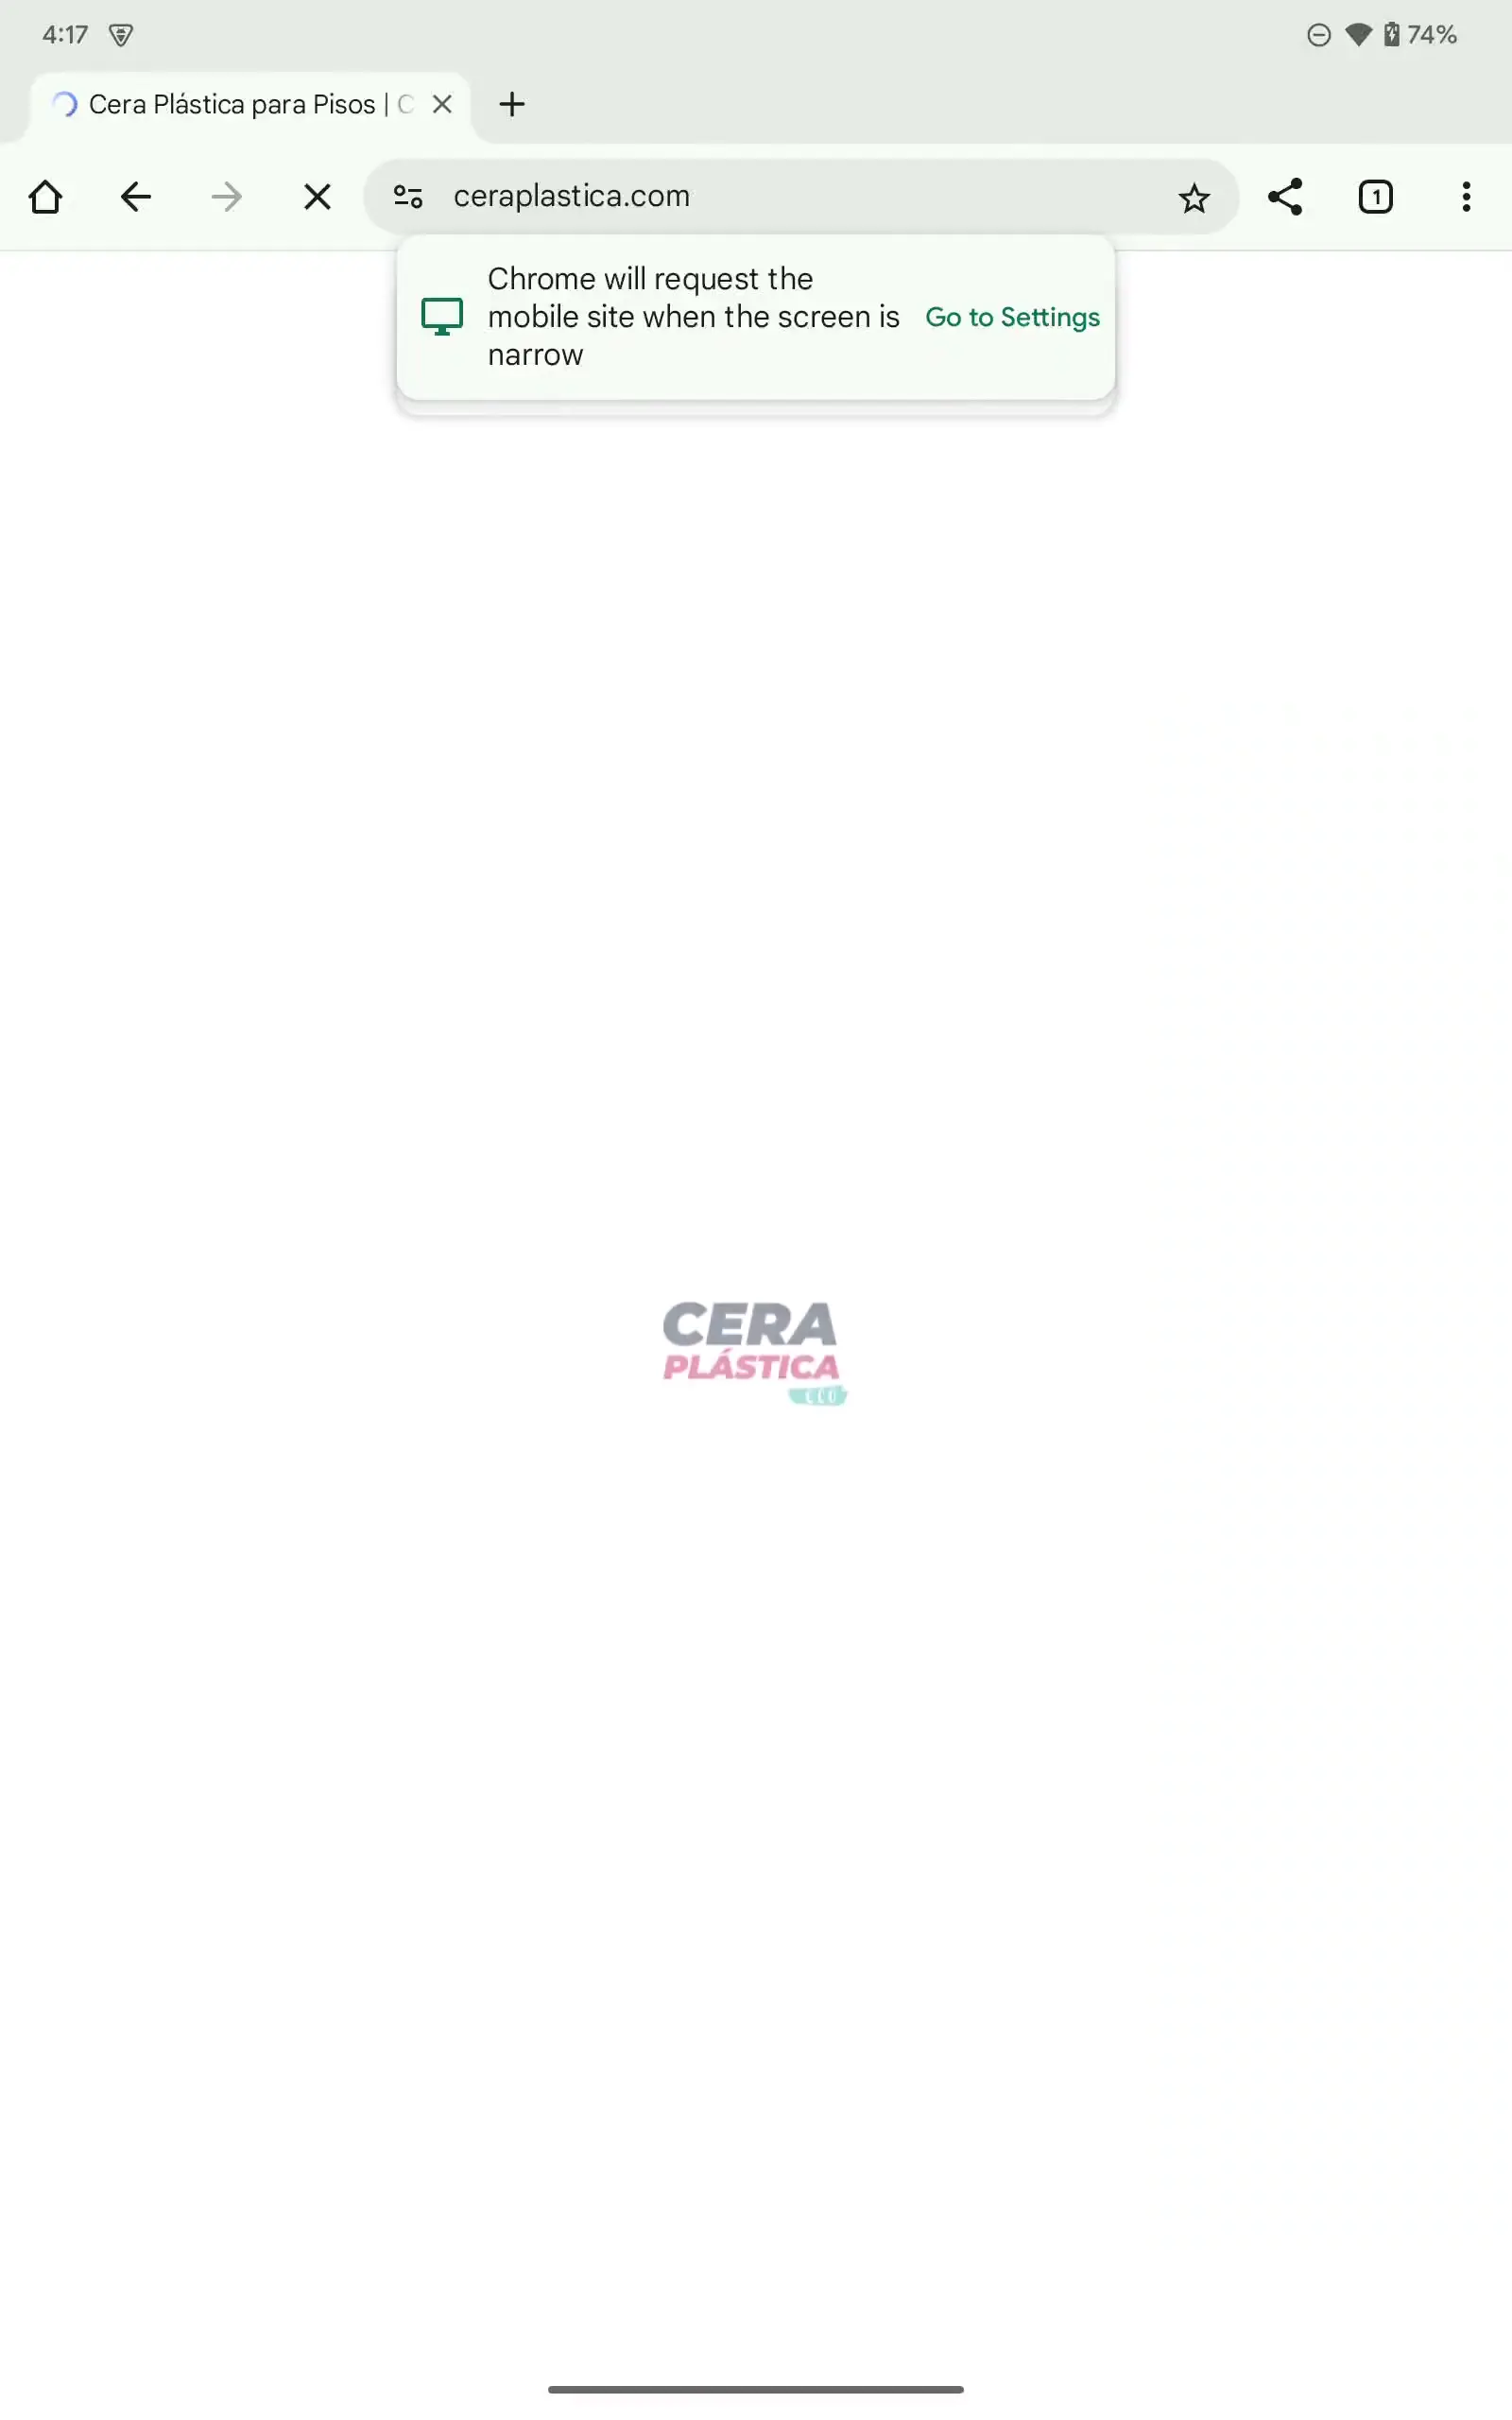 4:17
74%
Cera Plástica para Pisos | C
ceraplastica.com
1
Chrome will request the
mobile site when the screen is
narrow
Go to Settings
CERA
PLÁSTICA